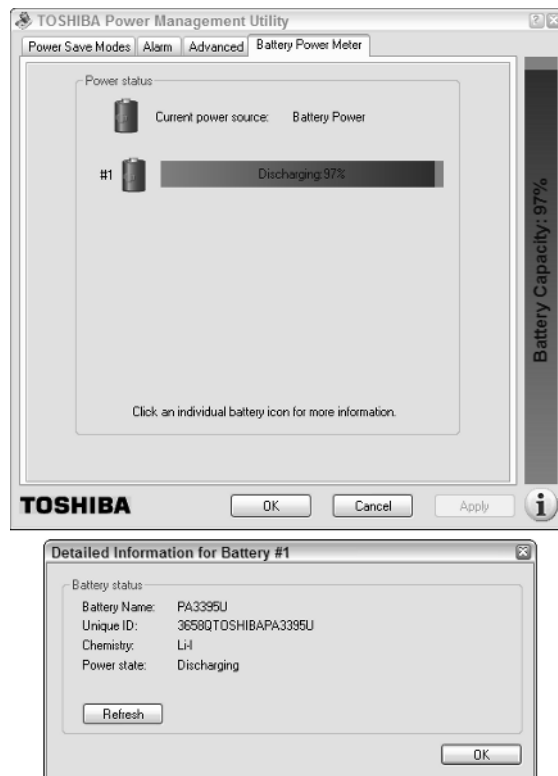 TOSHIBA Power Management Utility
Power Save Modes Alarm Advanced Battery Power Meter
Power status
Current power source: Battery Power
#1 Discharging:97%
Battery Capacity: 97%
Click an individual battery icon for more information.
TOSHIBA OK Cancel Apply i
Detailed Information for Battery #1
Battery status
Battery Name: PA3395U
Unique ID: 3658QTOSHIBAPA3395U
Chemistry: Li-I
Power state: Discharging
Refresh
OK